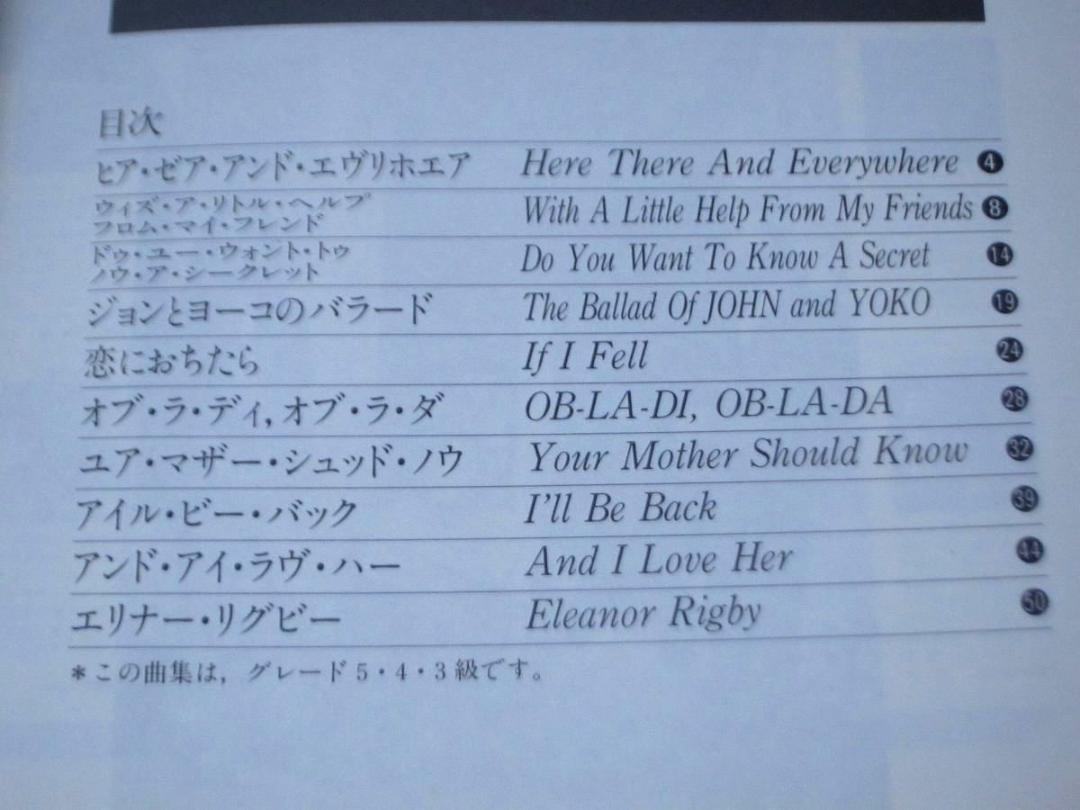 目次
ヒア・ゼア・アンド・エヴリホエア Here There And Everywhere 4
ウィズ・ア・リトル・ヘルプ
フロム・マイ・フレンド With A Little Help From My Friends 8
ドゥ・ユー・ウォント・トゥ
ノウ・ア・シークレット Do You Want To Know A Secret 14
ジョンとヨーコのバラード The Ballad Of JOHN and YOKO 19
恋におちたら If I Fell 24
オブ・ラ・ディ,オブ・ラ・ダ OB-LA-DI, OB-LA-DA 28
ユア・マザー・シュッド・ノウ Your Mother Should Know 32
アイル・ビー・バック I'll Be Back 39
アンド・アイ・ラヴ・ハー And I Love Her 44
エリナー・リグビー Eleanor Rigby 50
*この曲集は,グレード5・4・3級です。